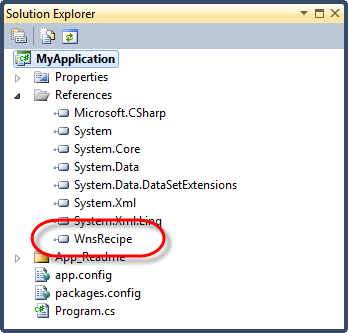 Solution Explorer
MyApplication
Properties
References
Microsoft.CSharp
System
System.Core
System.Data
System.Data.DataSetExtensions
System.Xml
System.Xml.Linq
WnsRecipe
App_Readme
app.config
packages.config
Program.cs